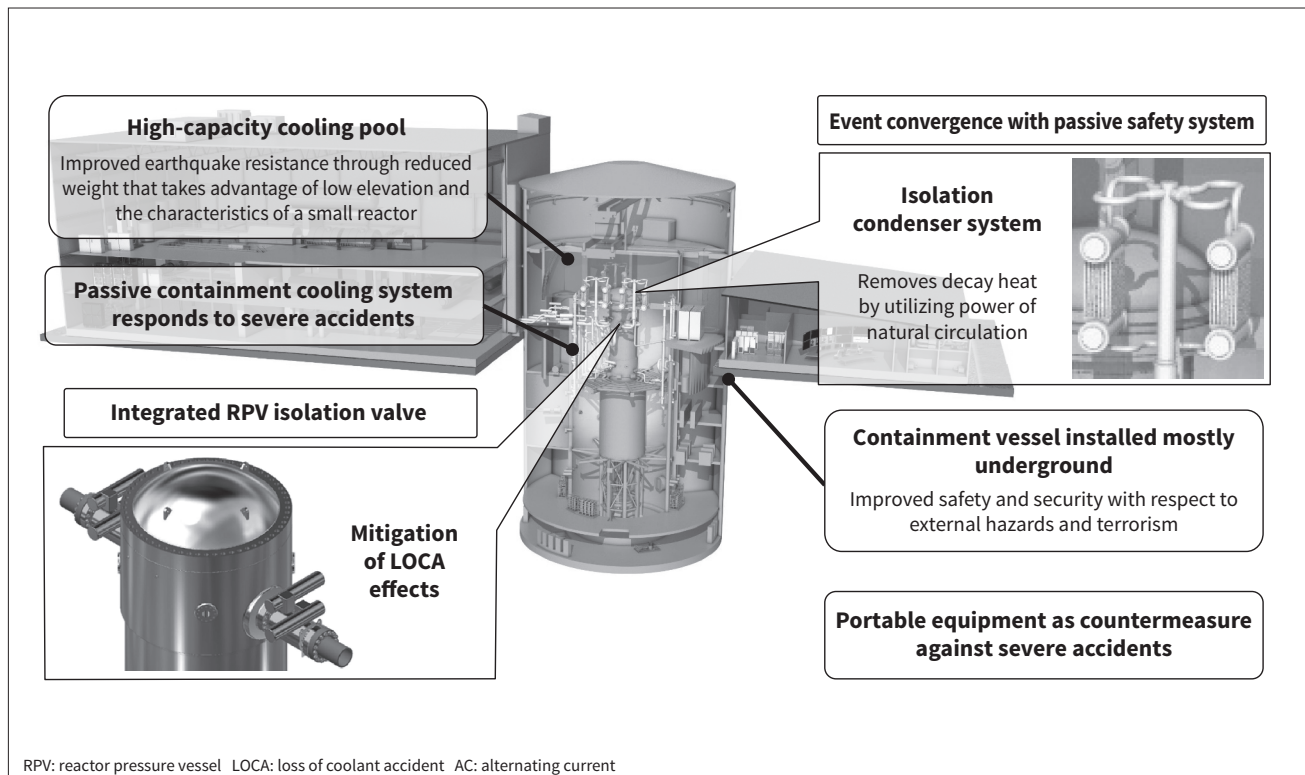 High-capacity cooling pool
Improved earthquake resistance through reduced
weight that takes advantage of low elevation and
the characteristics of a small reactor
Passive containment cooling system
responds to severe accidents
Integrated RPV isolation valve
Mitigation
of LOCA
effects
Event convergence with passive safety system
Isolation
condenser system
Removes decay heat
by utilizing power of
natural circulation
Containment vessel installed mostly
underground
Improved safety and security with respect to
external hazards and terrorism
Portable equipment as countermeasure
against severe accidents
RPV: reactor pressure vessel LOCA: loss of coolant accident AC: alternating current